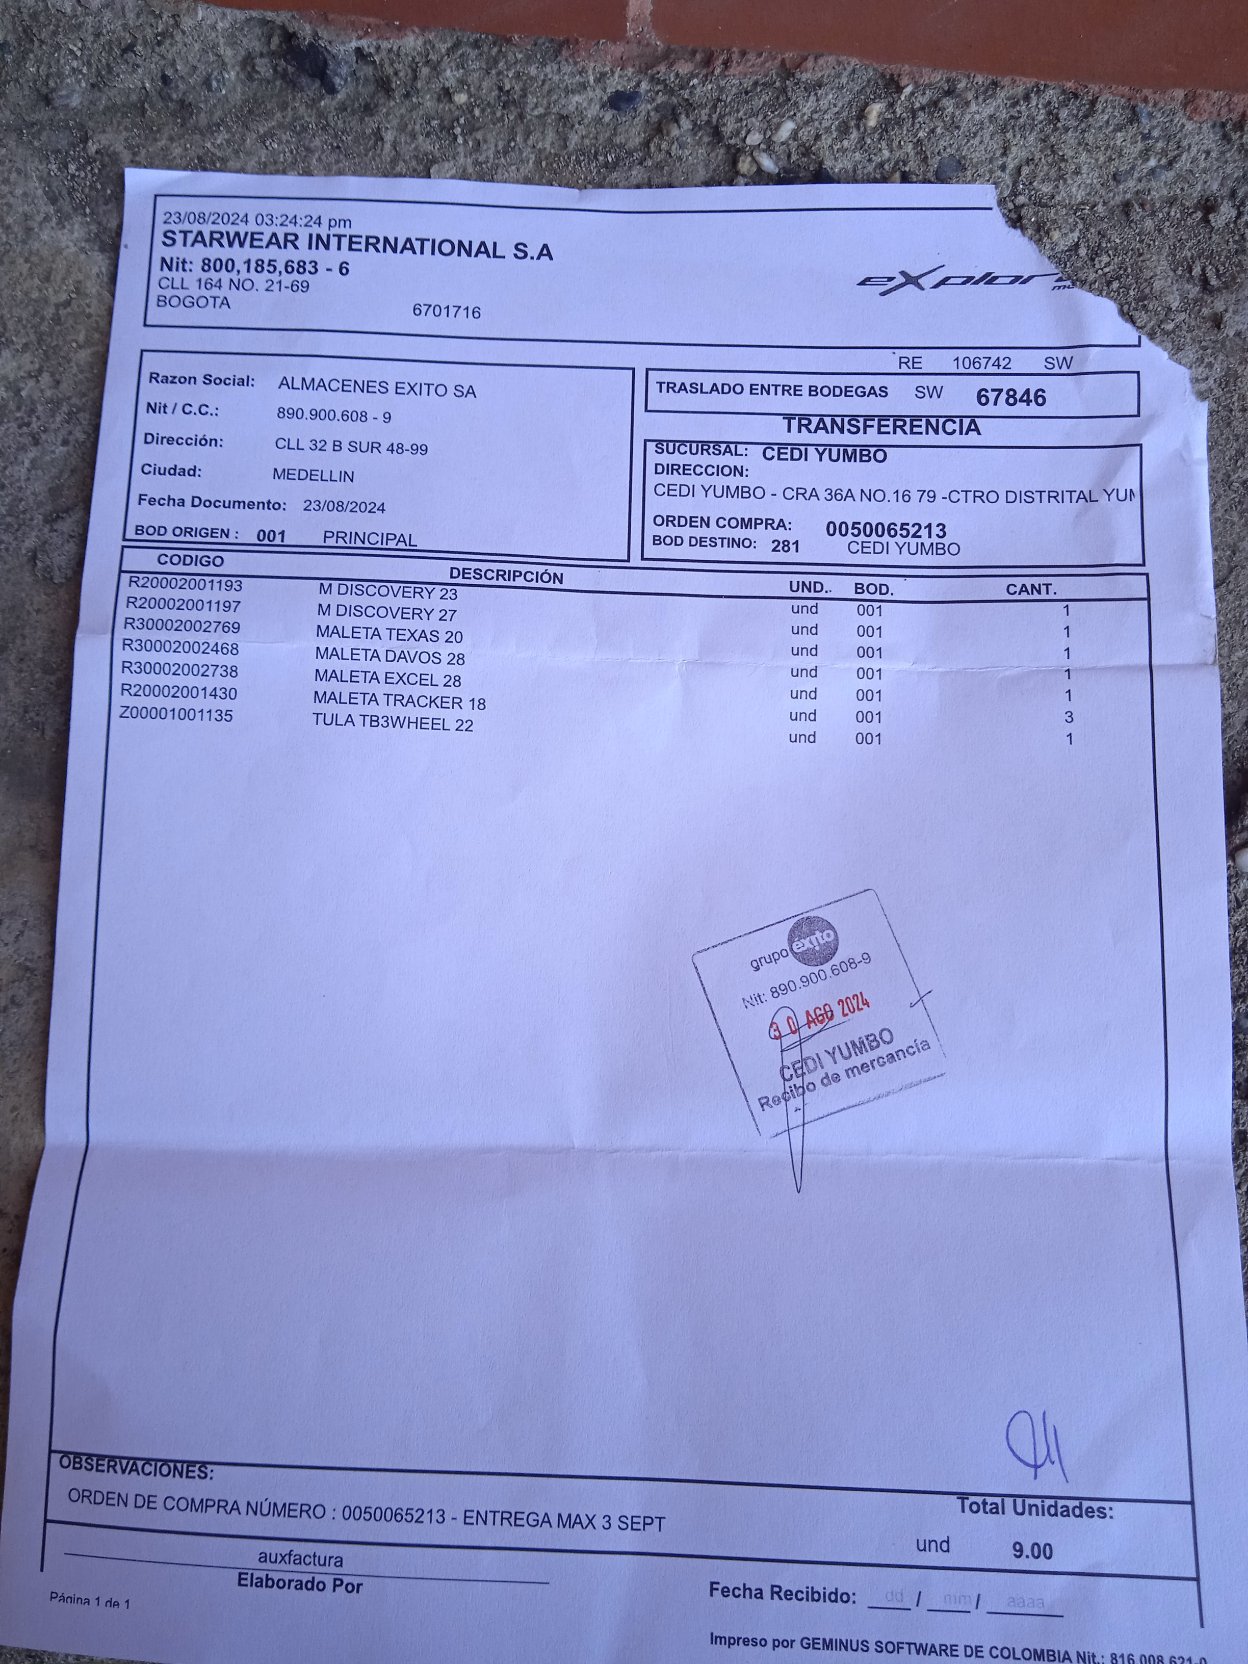 23/08/2024 03:24:24 pm
STARWEAR INTERNATIONAL S.A
Nit: 800,185,683 - 6
CLL 164 NO. 21-69
BOGOTA 6701716
explor
RE 106742 SW
Razon Social: ALMACENES EXITO SA
Nit / C.C.: 890.900.608 - 9
Dirección: CLL 32 B SUR 48-99
Ciudad: MEDELLIN
Fecha Documento: 23/08/2024
BOD ORIGEN : 001 PRINCIPAL
TRASLADO ENTRE BODEGAS SW 67846
TRANSFERENCIA
SUCURSAL: CEDI YUMBO
DIRECCION:
CEDI YUMBO - CRA 36A NO.16 79 -CTRO DISTRITAL YUM
ORDEN COMPRA: 0050065213
BOD DESTINO: 281 CEDI YUMBO
CODIGO DESCRIPCIÓN UND.. BOD. CANT.
R20002001193 M DISCOVERY 23 und 001 1
R20002001197 M DISCOVERY 27 und 001 1
R30002002769 MALETA TEXAS 20 und 001 1
R30002002468 MALETA DAVOS 28 und 001 1
R30002002738 MALETA EXCEL 28 und 001 1
R20002001430 MALETA TRACKER 18 und 001 3
Z00001001135 TULA TB3WHEEL 22 und 001 1
grupo exito
Nit: 890.900.608-9
30 AGO 2024
CEDI YUMBO
Recibo de mercancía
OBSERVACIONES:
ORDEN DE COMPRA NÚMERO : 0050065213 - ENTREGA MAX 3 SEPT
Total Unidades:
und 9.00
auxfactura
Elaborado Por
Fecha Recibido: dd / mm / aaaa
Página 1 de 1
Impreso por GEMINUS SOFTWARE DE COLOMBIA Nit.: 816.008.621-0